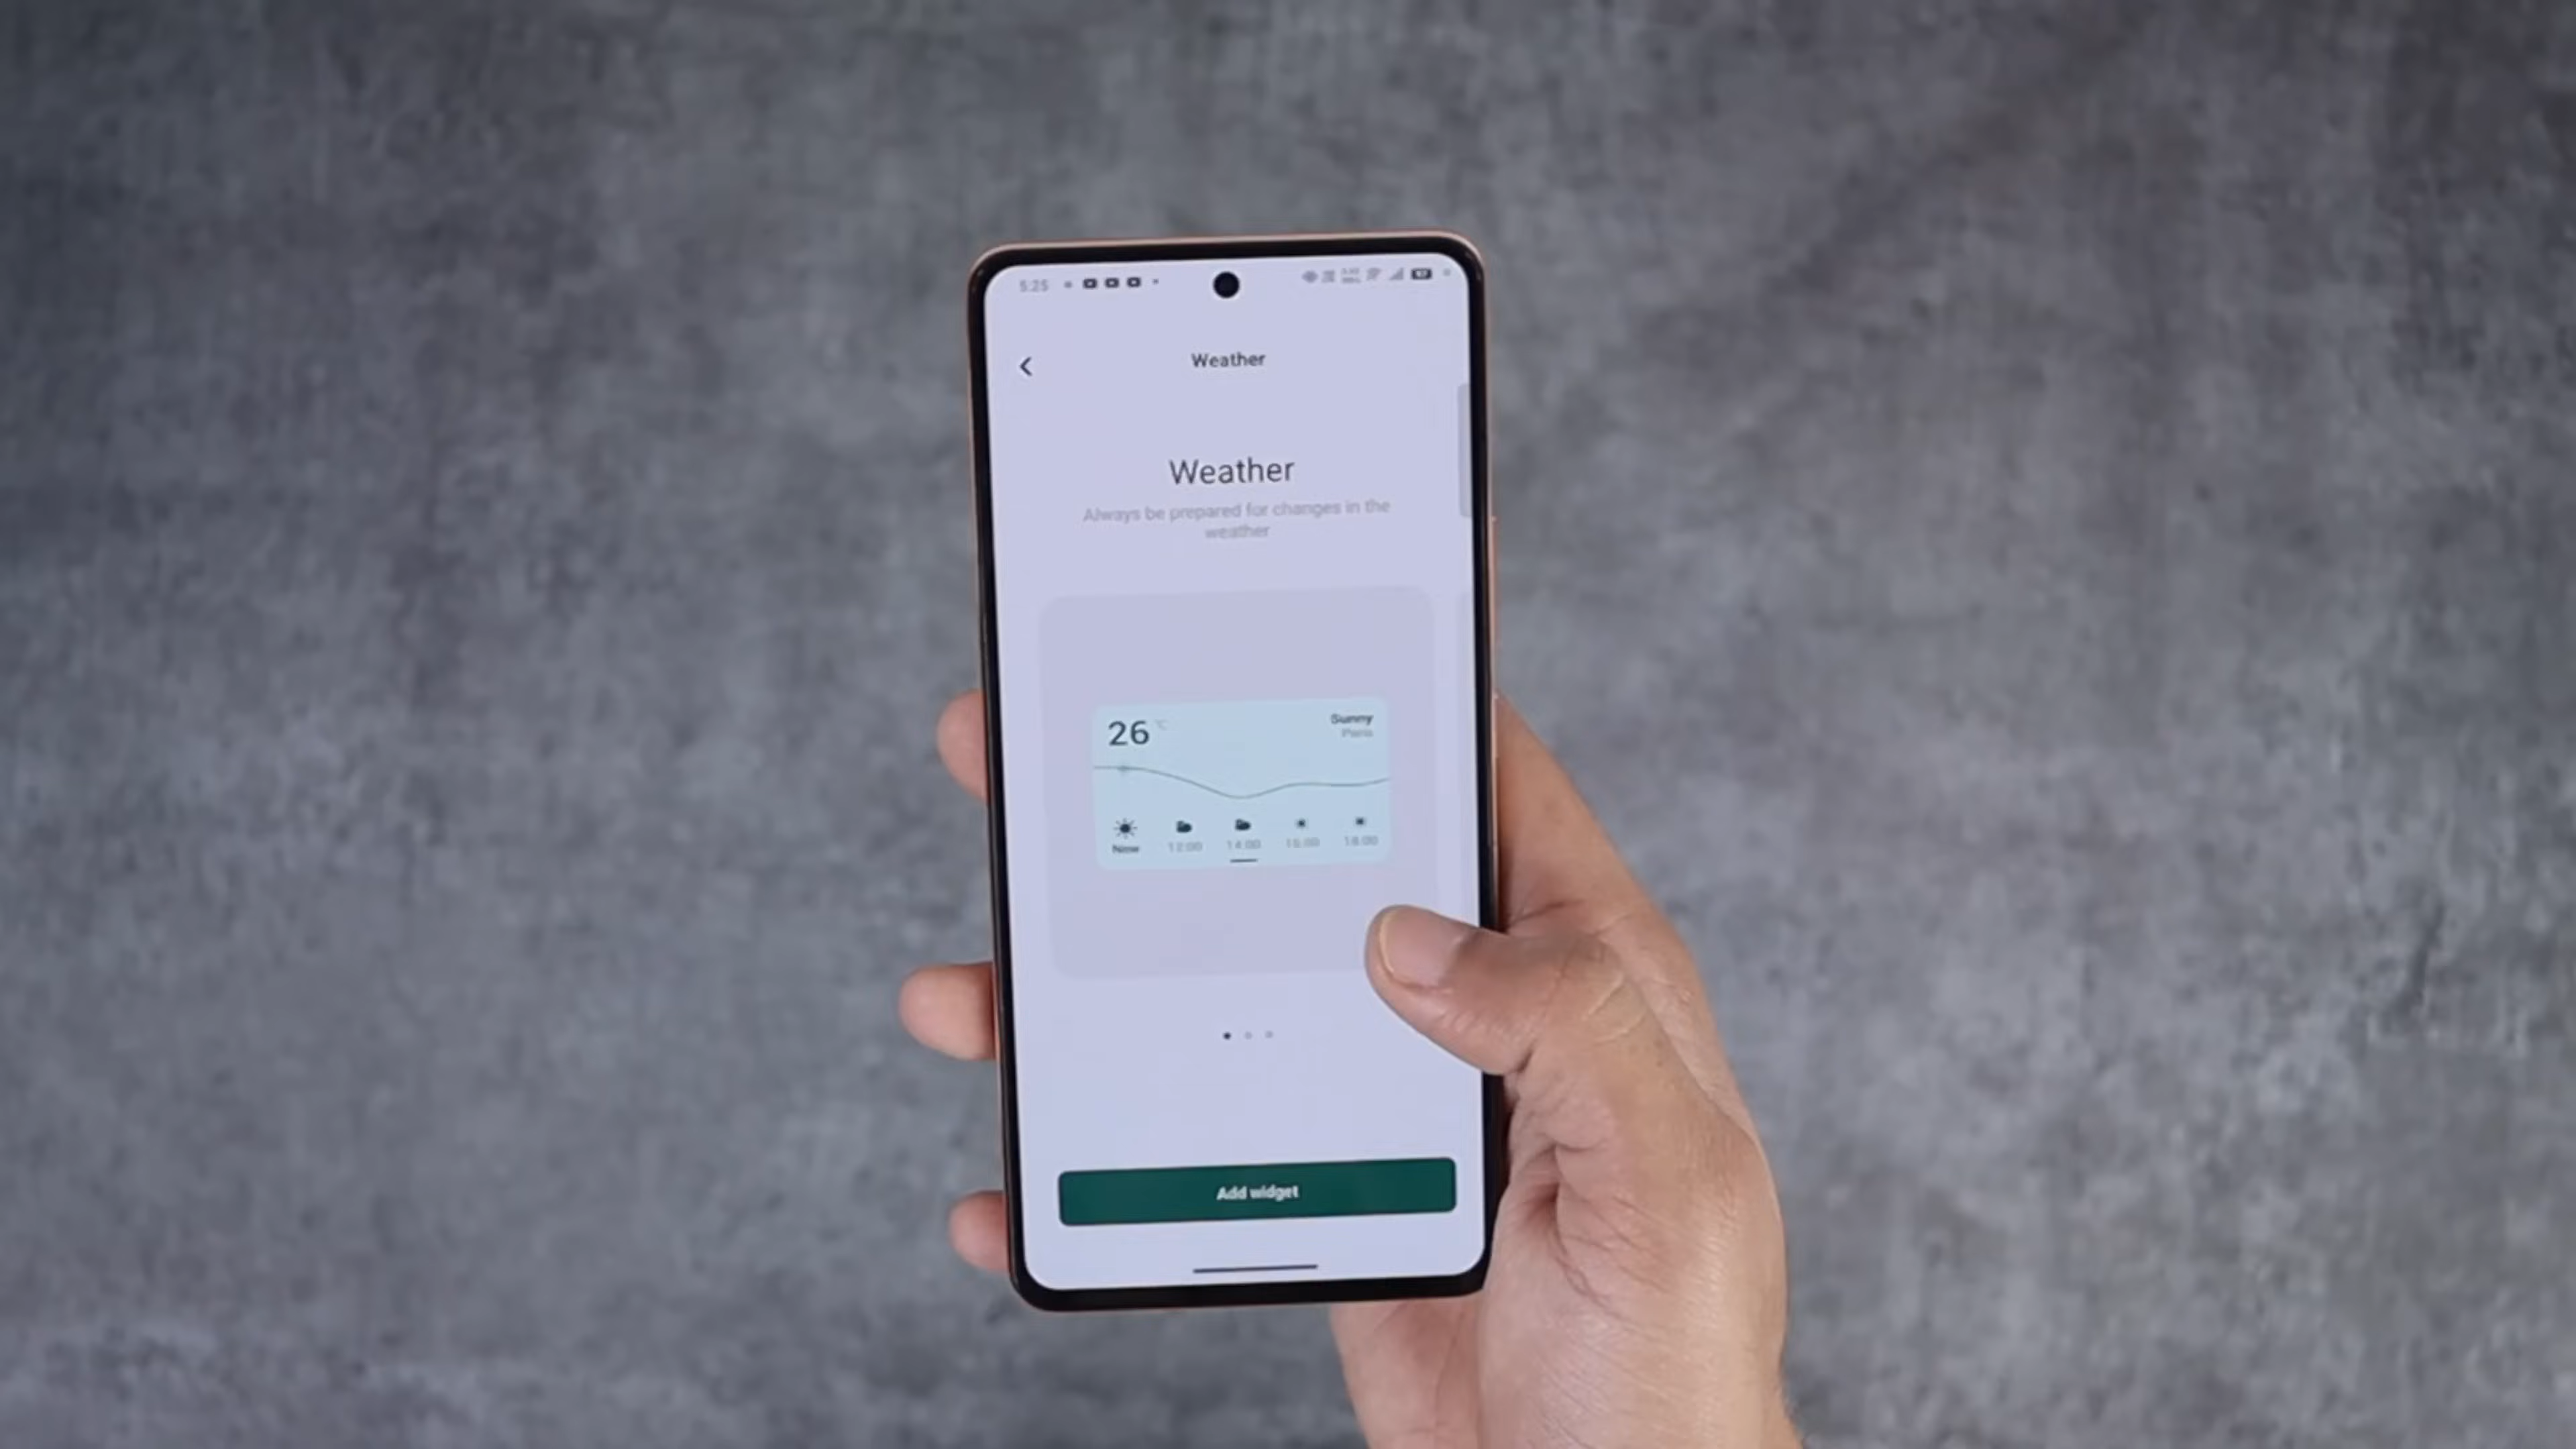 5:25
Weather
Weather
Always be prepared for changes in the
weather
26 °C
Sunny
Paris
Now 12:00 14:00 16:00 18:00
Add widget